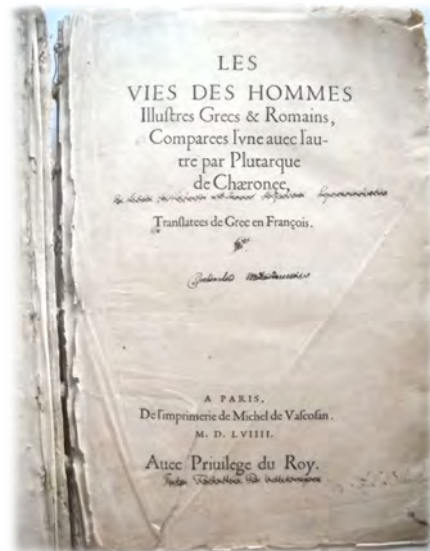 LES
VIES DES HOMMES
Illuſtres Grecs & Romains,
Comparees l'vne auec l'au-
tre par Plutarque
de Chæronee,
Tranſlatees de Grec en François.
A PARIS,
De l'imprimerie de Michel de Vaſcoſan.
M. D. LVIIII.
Auec Priuilege du Roy.